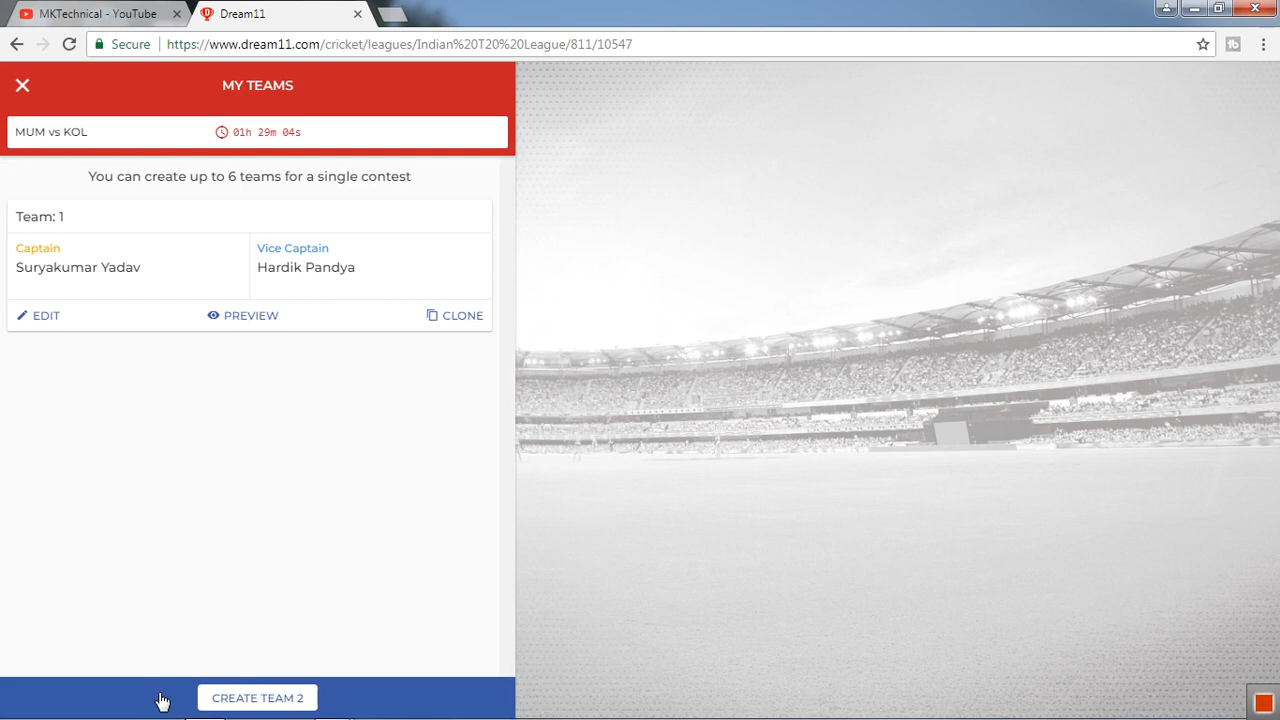 MKTechnical - YouTube
Dream11
Secure
https://www.dream11.com/cricket/leagues/Indian%20T20%20League/811/10547
MY TEAMS
MUM vs KOL
01h 29m 04s
You can create up to 6 teams for a single contest
Team: 1
Captain
Vice Captain
Suryakumar Yadav
Hardik Pandya
EDIT
PREVIEW
CLONE
CREATE TEAM 2